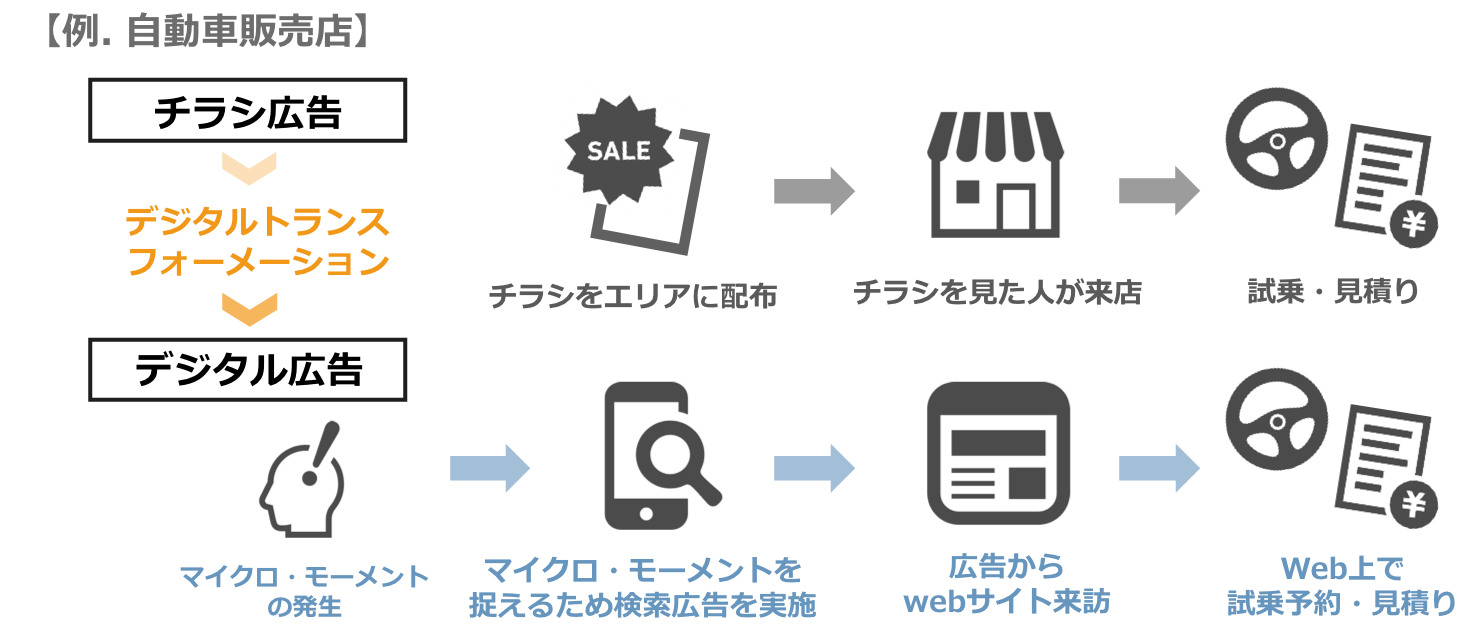 【例. 自動車販売店】
チラシ広告
デジタルトランス
フォーメーション
デジタル広告
SALE
チラシをエリアに配布
チラシを見た人が来店
¥
試乗・見積り
マイクロ・モーメント
の発生
マイクロ・モーメントを
捉えるため検索広告を実施
広告から
webサイト来訪
¥
Web上で
試乗予約・見積り